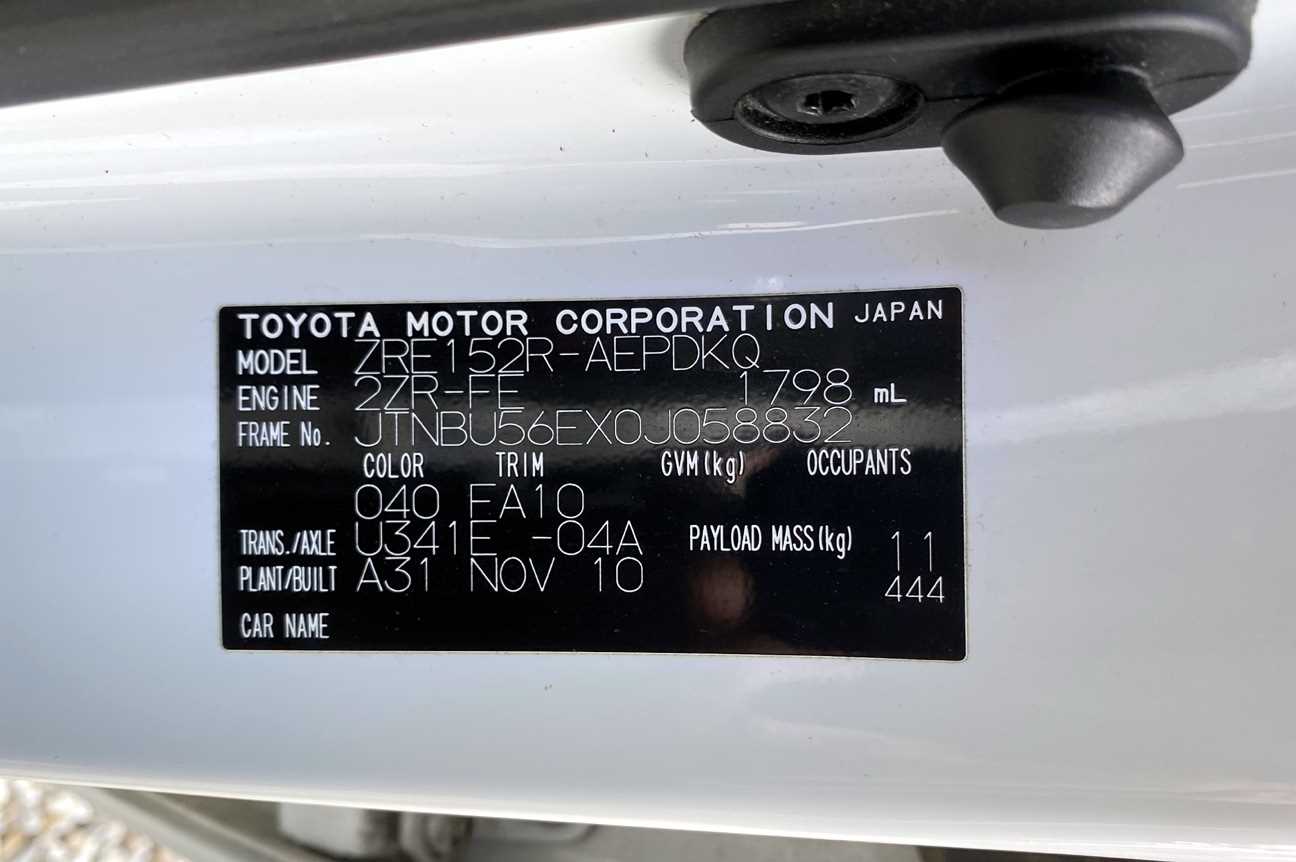 TOYOTA MOTOR CORPORATION JAPAN
MODEL ZRE152R-AEPDKQ
ENGINE 2ZR-FE 1798 mL
FRAME No. JTNBU56EX0J058832
COLOR TRIM GVM(kg) OCCUPANTS
040 FA10
TRANS./AXLE U341E -04A PAYLOAD MASS(kg) 11
PLANT/BUILT A31 NOV 10 444
CAR NAME